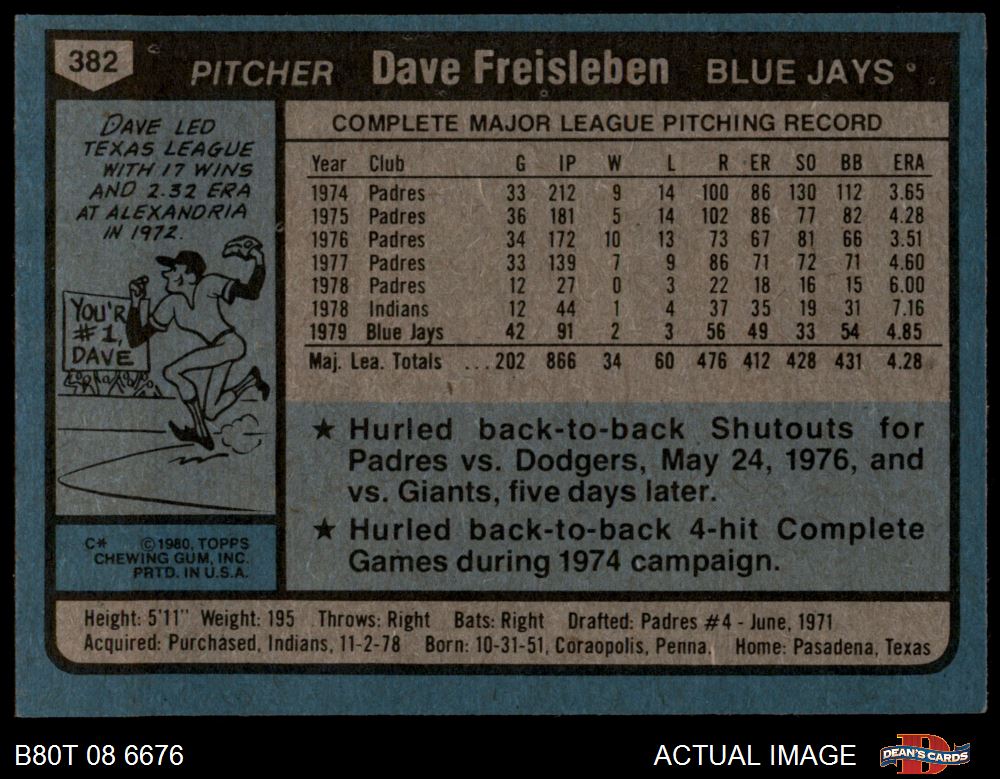 382
PITCHER Dave Freisleben BLUE JAYS
DAVE LED
TEXAS LEAGUE
WITH 17 WINS
AND 2.32 ERA
AT ALEXANDRIA
IN 1972.
YOU'R
#1,
DAVE
C* © 1980, TOPPS
CHEWING GUM, INC.
PRTD. IN U.S.A.
COMPLETE MAJOR LEAGUE PITCHING RECORD
Year Club G IP W L R ER SO BB ERA
1974 Padres 33 212 9 14 100 86 130 112 3.65
1975 Padres 36 181 5 14 102 86 77 82 4.28
1976 Padres 34 172 10 13 73 67 81 66 3.51
1977 Padres 33 139 7 9 86 71 72 71 4.60
1978 Padres 12 27 0 3 22 18 16 15 6.00
1978 Indians 12 44 1 4 37 35 19 31 7.16
1979 Blue Jays 42 91 2 3 56 49 33 54 4.85
Maj. Lea. Totals ...202 866 34 60 476 412 428 431 4.28
★ Hurled back-to-back Shutouts for
Padres vs. Dodgers, May 24, 1976, and
vs. Giants, five days later.
★ Hurled back-to-back 4-hit Complete
Games during 1974 campaign.
Height: 5'11" Weight: 195 Throws: Right Bats: Right Drafted: Padres #4 - June, 1971
Acquired: Purchased, Indians, 11-2-78 Born: 10-31-51, Coraopolis, Penna. Home: Pasadena, Texas
B80T 08 6676 ACTUAL IMAGE
DEAN'S CARDS